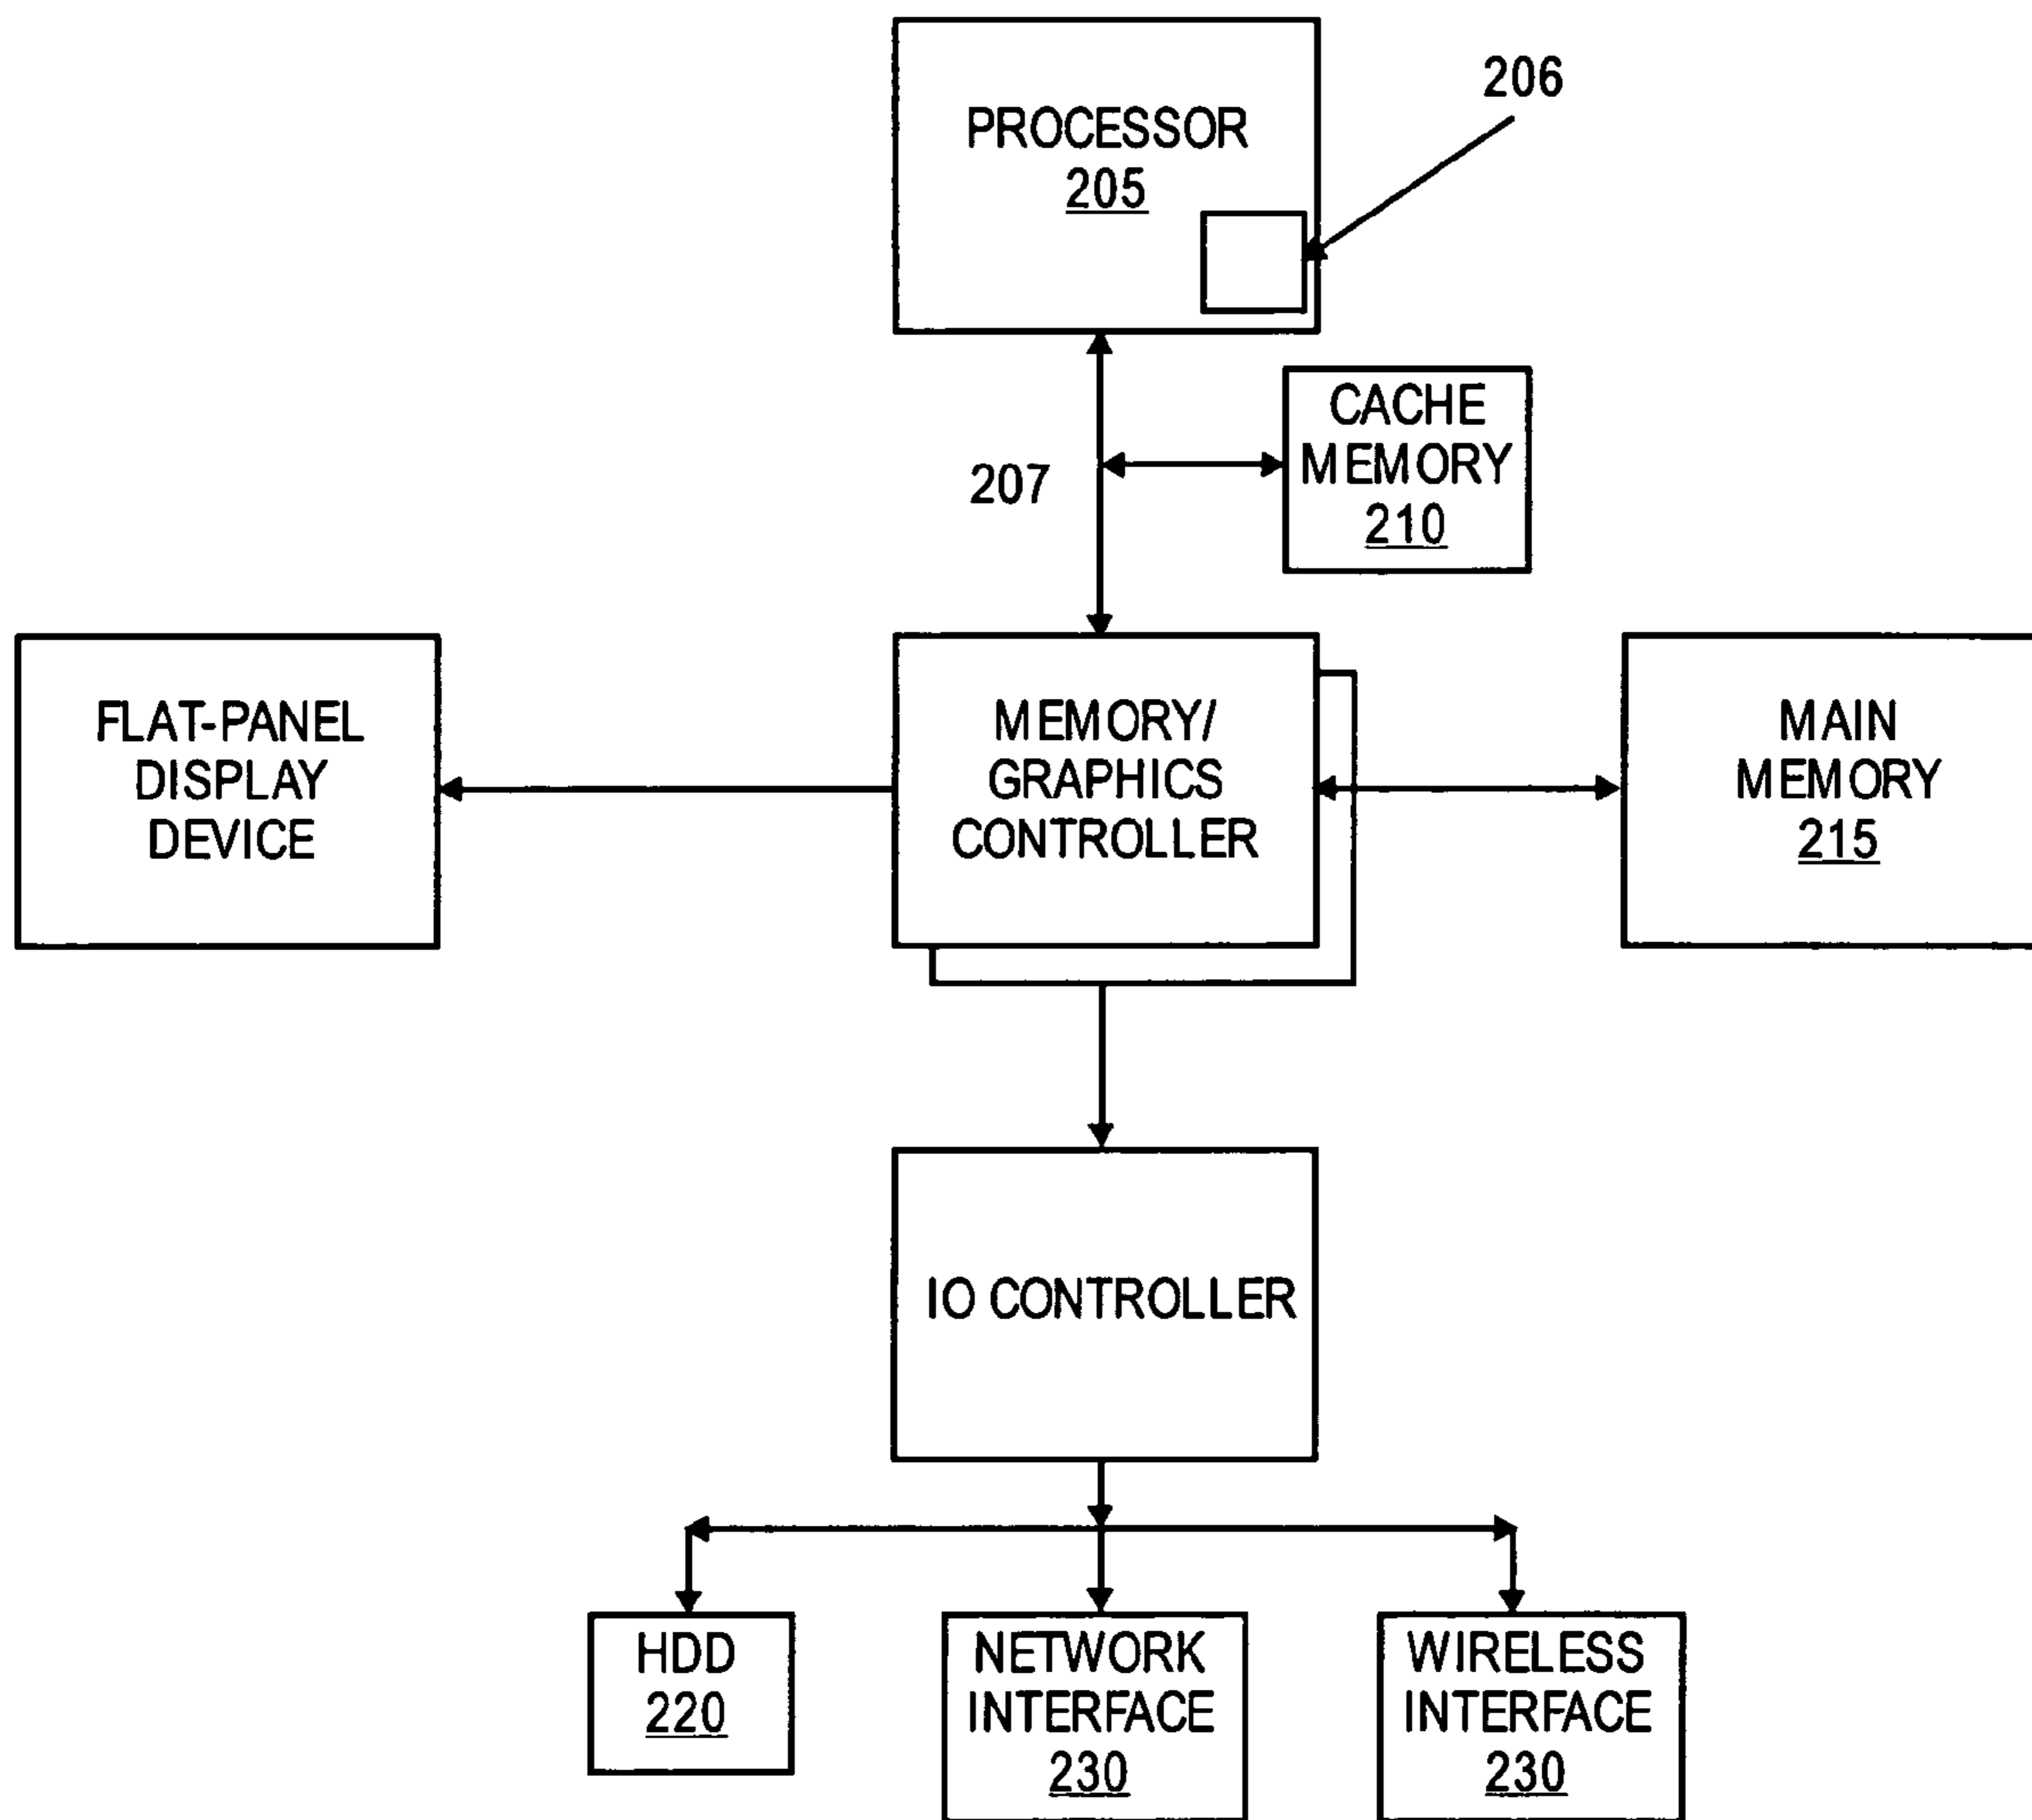 PROCESSOR
205
206
CACHE
MEMORY
210
207
FLAT-PANEL
DISPLAY
DEVICE
MEMORY/
GRAPHICS
CONTROLLER
MAIN
MEMORY
215
IO CONTROLLER
HDD
220
NETWORK
INTERFACE
230
WIRELESS
INTERFACE
230